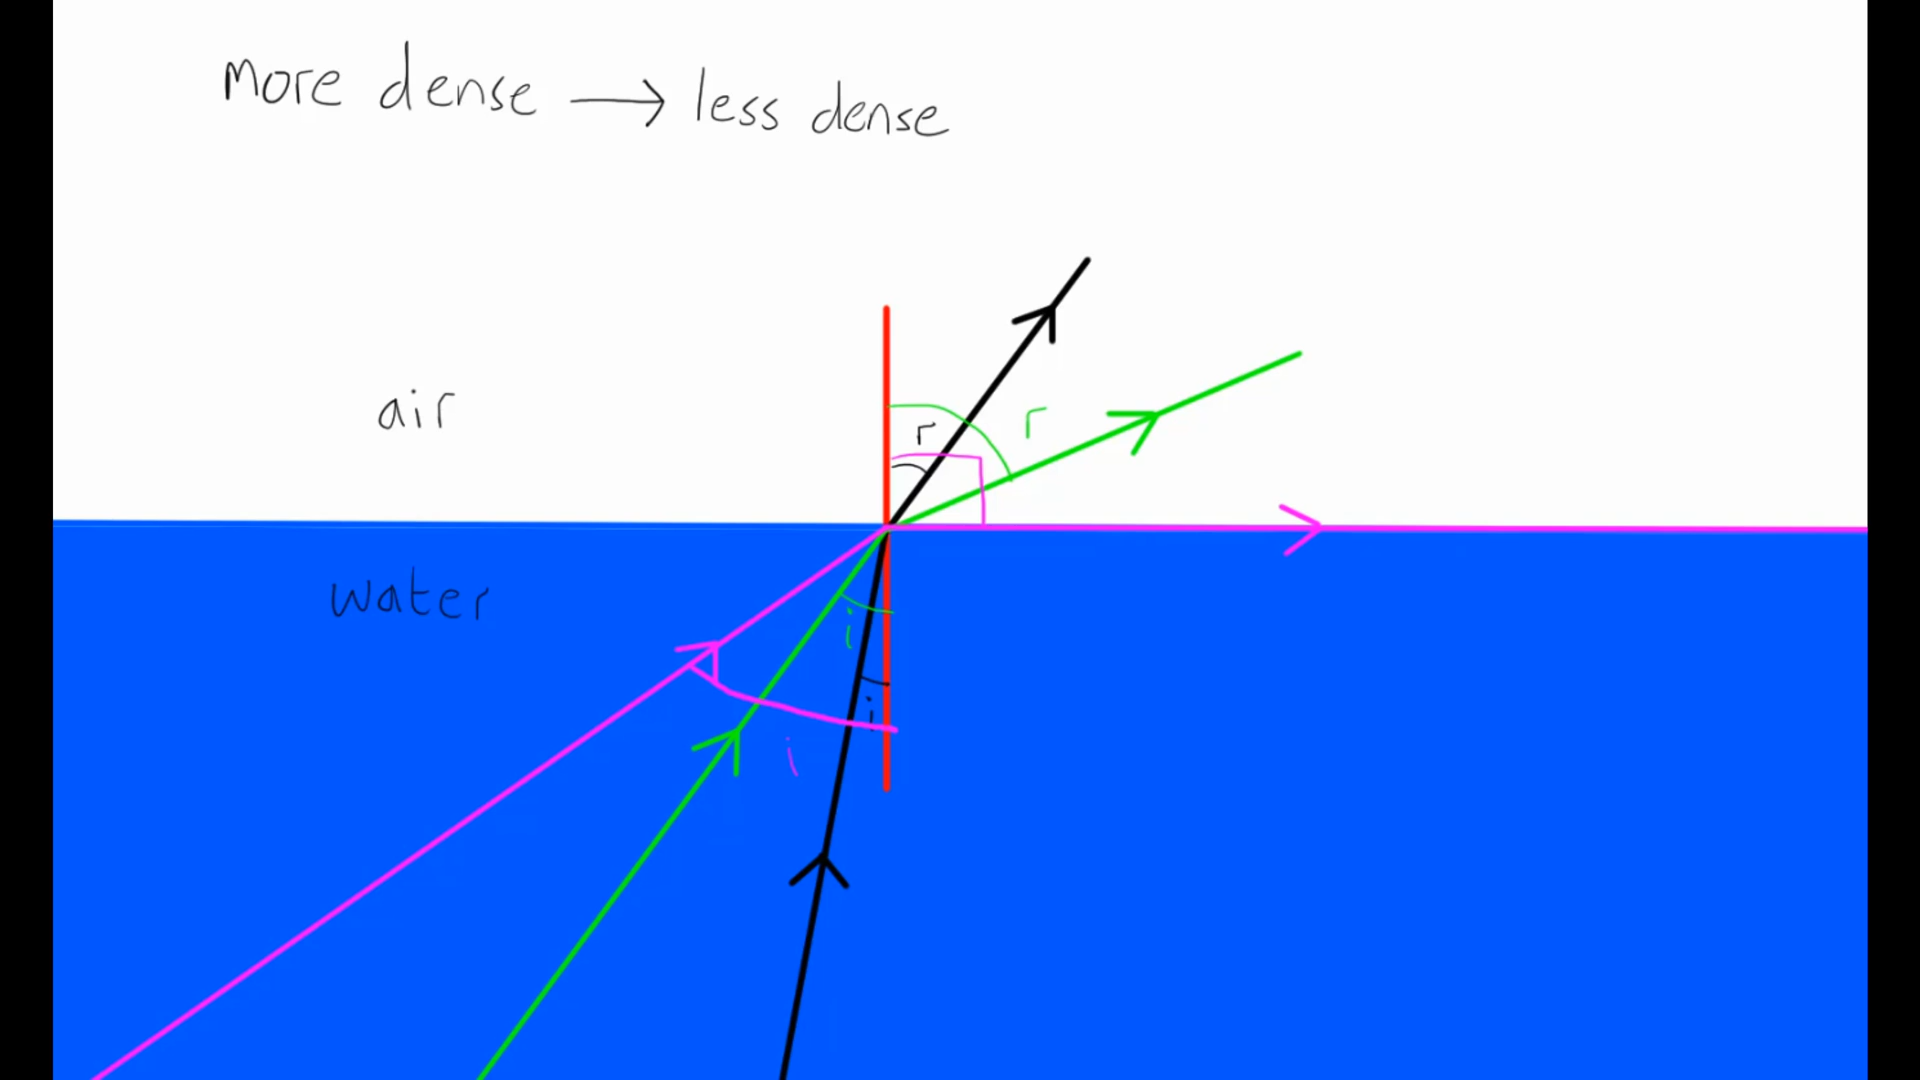 more dense → less dense
air
r
r
water
i
i
i